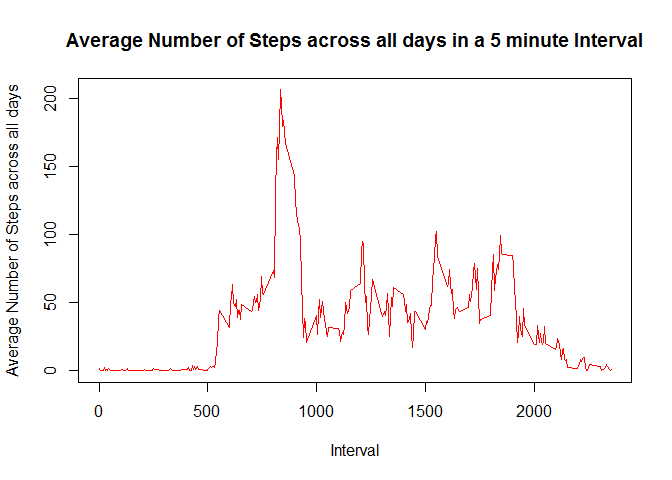 Average Number of Steps across all days in a 5 minute Interval
Average Number of Steps across all days
200
150
100
50
0
0 500 1000 1500 2000
Interval